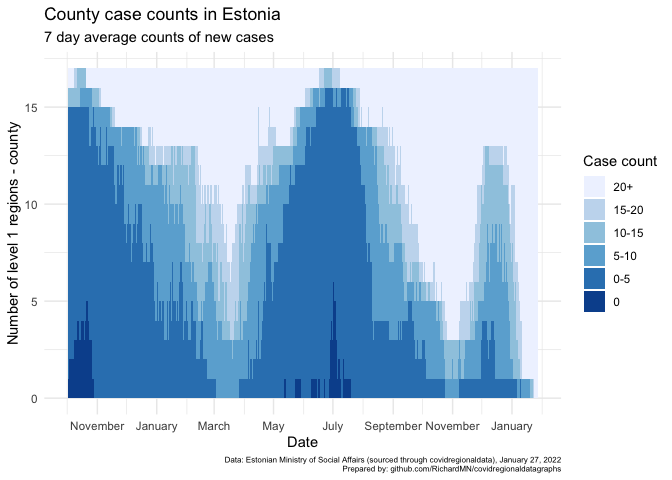 County case counts in Estonia
7 day average counts of new cases
Number of level 1 regions - county
15
10
5
0
November January March May July September November January
Date
Case count
20+
15-20
10-15
5-10
0-5
0
Data: Estonian Ministry of Social Affairs (sourced through covidregionaldata), January 27, 2022
Prepared by: github.com/RichardMN/covidregionaldatagraphs